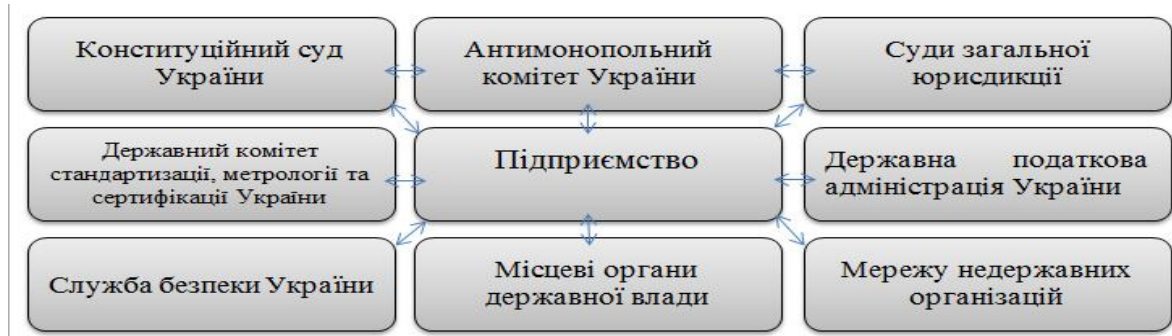 Конституційний суд
України
Антимонопольний
комітет України
Суди загальної
юрисдикції
Державний комітет
стандартизації, метрології та
сертифікації України
Підприємство
Державна податкова
адміністрація України
Служба безпеки України
Місцеві органи
державної влади
Мережу недержавних
організацій